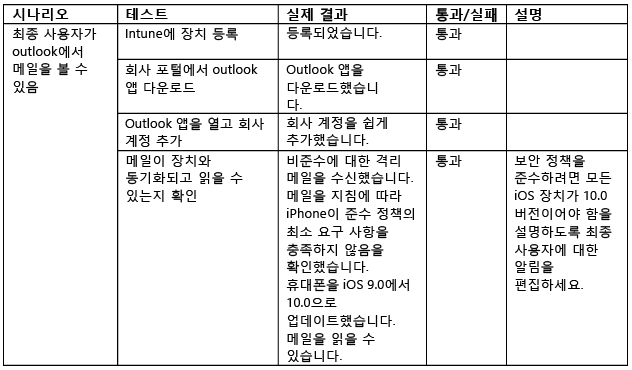 시나리오 테스트 실제 결과 통과/실패 설명
최종 사용자가
outlook에서
메일을 볼 수
있음
Intune에 장치 등록
등록되었습니다.
통과
회사 포털에서 outlook
앱 다운로드
Outlook 앱을
다운로드했습니
다.
통과
Outlook 앱을 열고 회사
계정 추가
회사 계정을 쉽게
추가했습니다.
통과
메일이 장치와
동기화되고 읽을 수
있는지 확인
비준수에 대한 격리
메일을 수신했습니다.
메일을 지침에 따라
iPhone이 준수 정책의
최소 요구 사항을
충족하지 않음을
확인했습니다.
휴대폰을 iOS 9.0에서
10.0으로
업데이트했습니다.
메일을 읽을 수
있습니다.
통과
보안 정책을
준수하려면 모든
iOS 장치가 10.0
버전이어야 함을
설명하도록 최종
사용자에 대한
알림을
편집하세요.